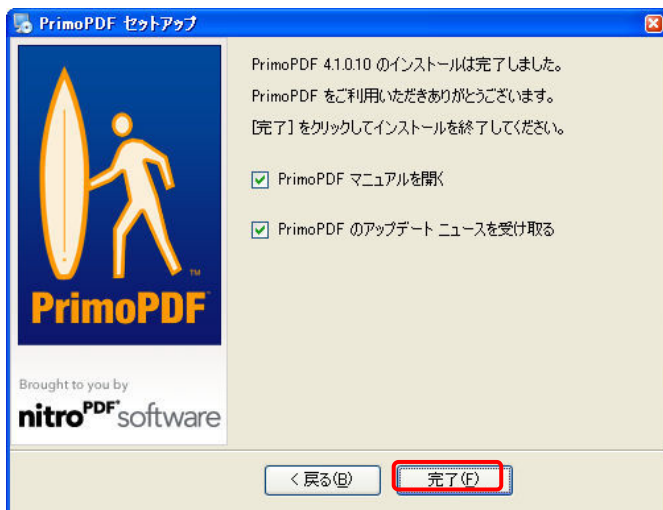 PrimoPDF セットアップ
PrimoPDF 4.1.0.10 のインストールは完了しました。
PrimoPDF をご利用いただきありがとうございます。
[完了] をクリックしてインストールを終了してください。
PrimoPDF マニュアルを開く
PrimoPDF のアップデート ニュースを受け取る
TM
PrimoPDF
Brought to you by
nitroPDF software
< 戻る(B)
完了(F)